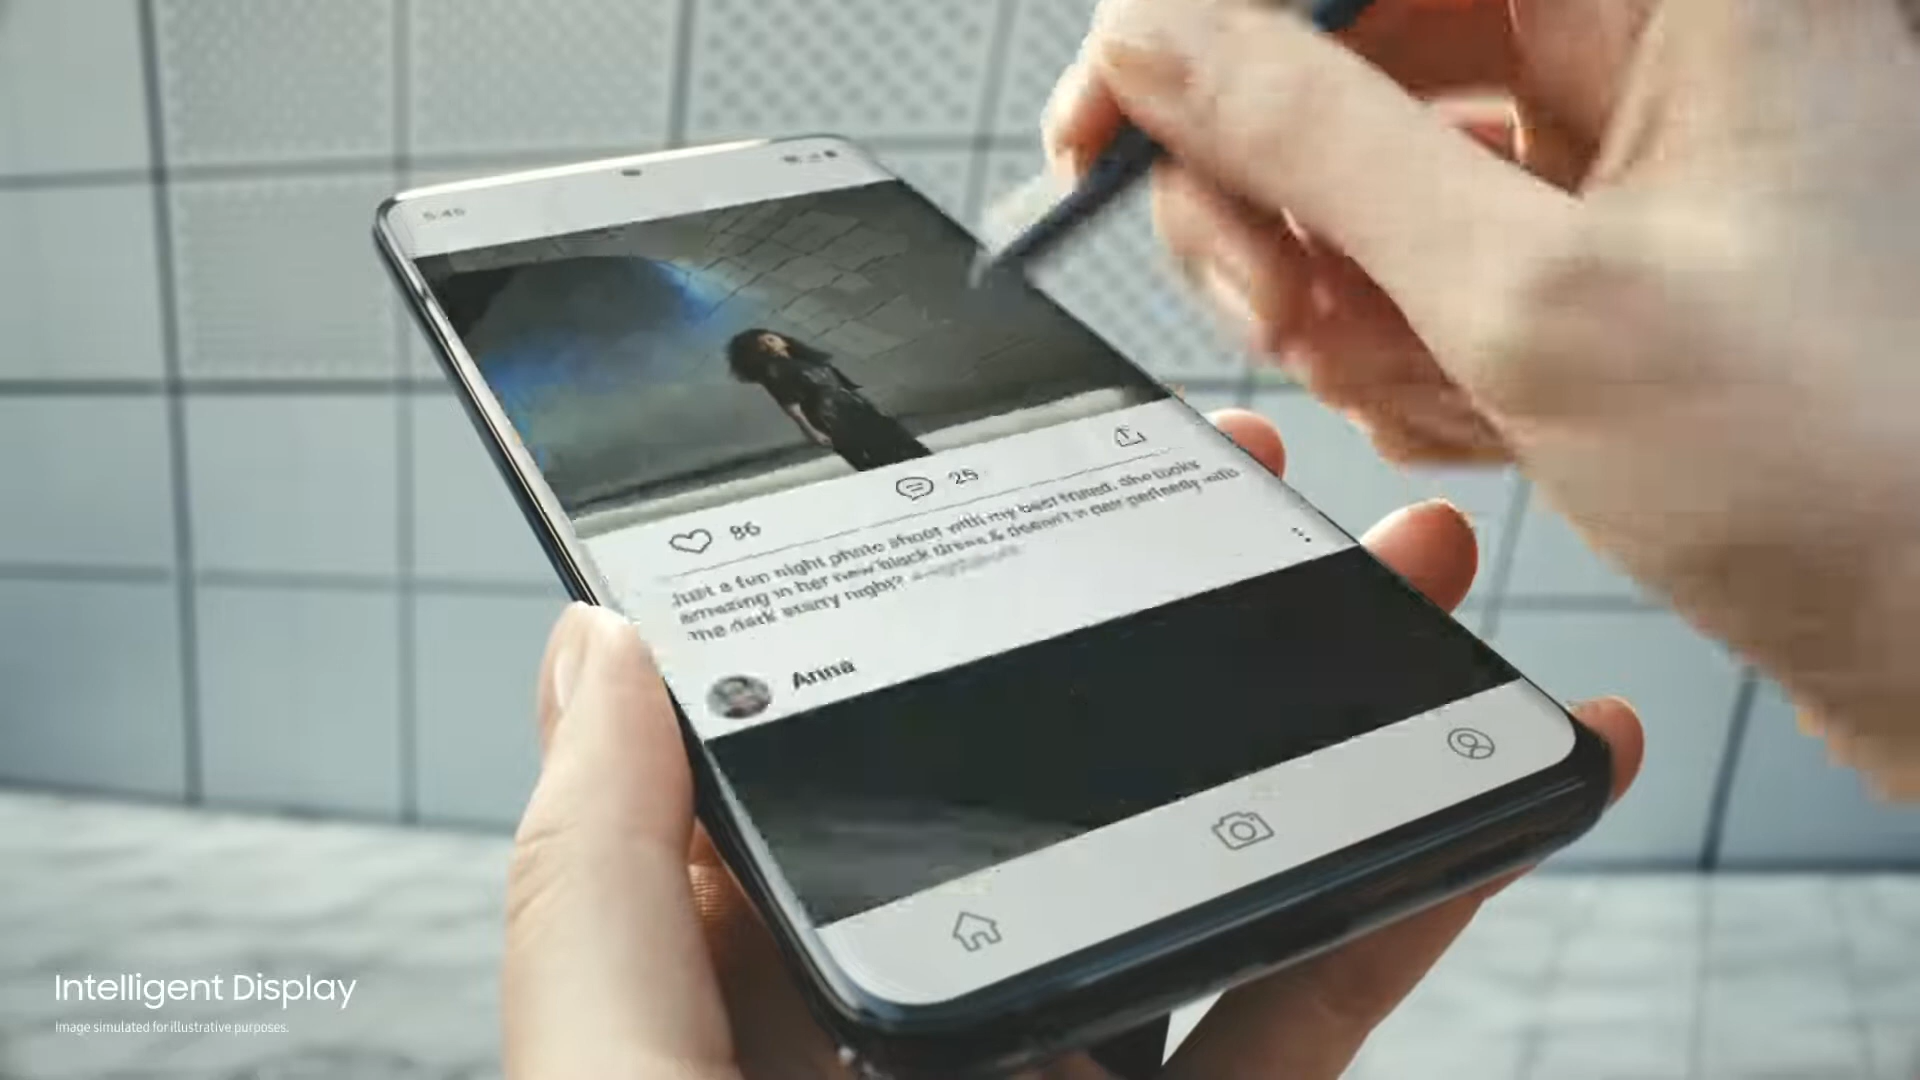 5:45
86
25
Just a fun night photo shoot with my best friend. She looks
amazing in her new black dress & doesn't it pair perfectly with
the dark starry night?
Anna
Intelligent Display
Image simulated for illustrative purposes.